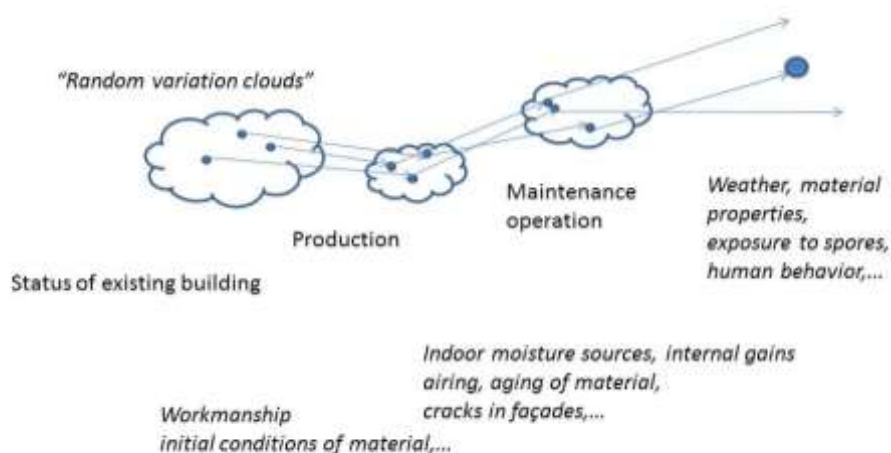 “Random variation clouds”
Production
Status of existing building
Maintenance
operation
Weather, material
properties,
exposure to spores,
human behavior,...
Indoor moisture sources, internal gains
airing, aging of material,
cracks in façades,...
Workmanship
initial conditions of material,...